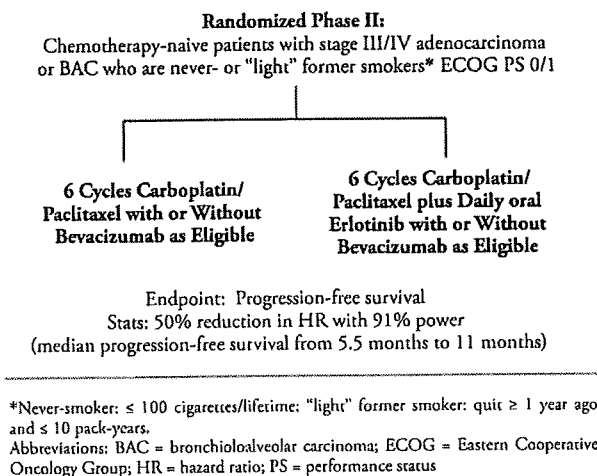 Randomized Phase II:
Chemotherapy-naive patients with stage III/IV adenocarcinoma
or BAC who are never- or "light" former smokers* ECOG PS 0/1
6 Cycles Carboplatin/
Paclitaxel with or Without
Bevacizumab as Eligible
6 Cycles Carboplatin/
Paclitaxel plus Daily oral
Erlotinib with or Without
Bevacizumab as Eligible
Endpoint: Progression-free survival
Stats: 50% reduction in HR with 91% power
(median progression-free survival from 5.5 months to 11 months)
*Never-smoker: ≤ 100 cigarettes/lifetime; "light" former smoker: quit ≥ 1 year ago
and ≤ 10 pack-years.
Abbreviations: BAC = bronchioloalveolar carcinoma; ECOG = Eastern Cooperative
Oncology Group; HR = hazard ratio; PS = performance status